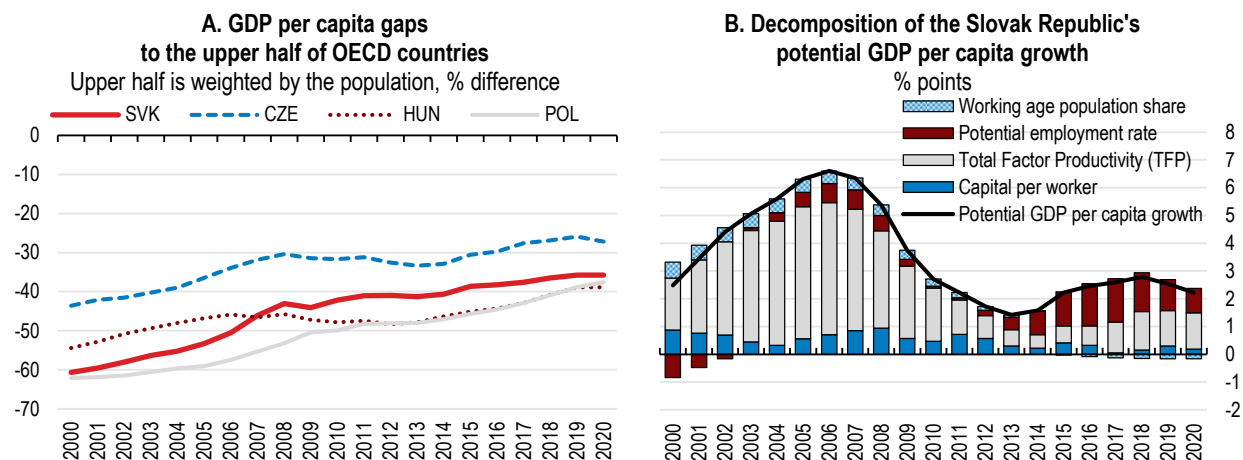 A. GDP per capita gaps
to the upper half of OECD countries
Upper half is weighted by the population, % difference
SVK CZE HUN POL
0
-10
-20
-30
-40
-50
-60
-70
2000 2001 2002 2003 2004 2005 2006 2007 2008 2009 2010 2011 2012 2013 2014 2015 2016 2017 2018 2019 2020
B. Decomposition of the Slovak Republic's
potential GDP per capita growth
% points
Working age population share
Potential employment rate
Total Factor Productivity (TFP)
Capital per worker
Potential GDP per capita growth
8
7
6
5
4
3
2
1
0
-1
-2
2000 2001 2002 2003 2004 2005 2006 2007 2008 2009 2010 2011 2012 2013 2014 2015 2016 2017 2018 2019 2020